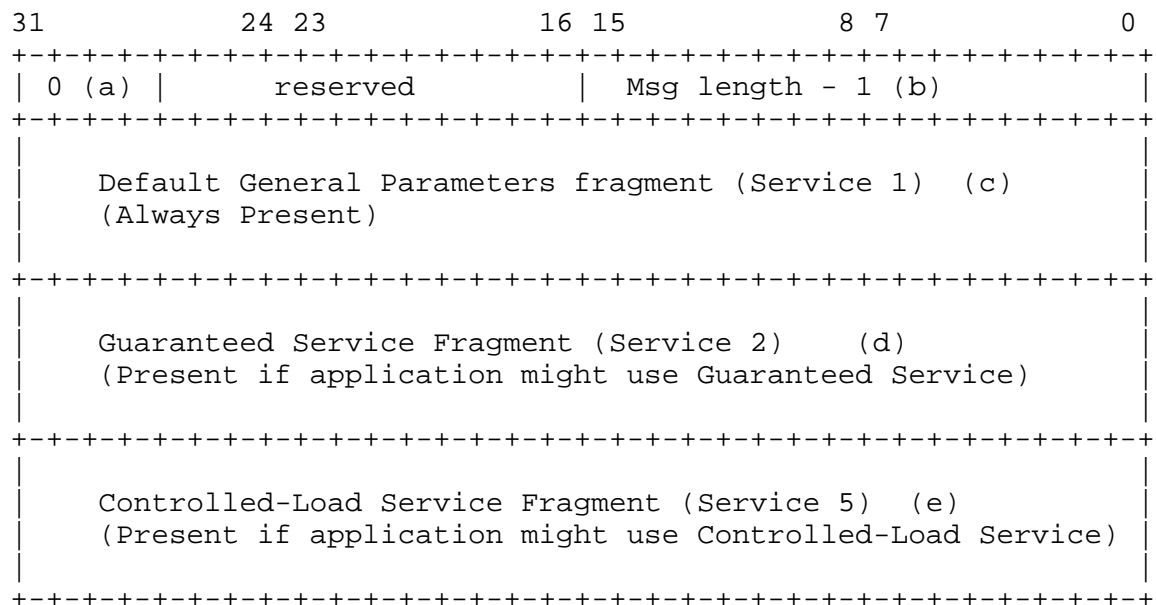 31           24 23           16 15            8 7             0
+-+-+-+-+-+-+-+-+-+-+-+-+-+-+-+-+-+-+-+-+-+-+-+-+-+-+-+-+-+-+-+-+
| 0 (a) |      reserved         |  Msg length - 1 (b)           |
+-+-+-+-+-+-+-+-+-+-+-+-+-+-+-+-+-+-+-+-+-+-+-+-+-+-+-+-+-+-+-+-+
|                                                               |
|    Default General Parameters fragment (Service 1)  (c)       |
|    (Always Present)                                           |
|                                                               |
+-+-+-+-+-+-+-+-+-+-+-+-+-+-+-+-+-+-+-+-+-+-+-+-+-+-+-+-+-+-+-+-+
|                                                               |
|    Guaranteed Service Fragment (Service 2)    (d)             |
|    (Present if application might use Guaranteed Service)      |
|                                                               |
+-+-+-+-+-+-+-+-+-+-+-+-+-+-+-+-+-+-+-+-+-+-+-+-+-+-+-+-+-+-+-+-+
|                                                               |
|    Controlled-Load Service Fragment (Service 5)  (e)          |
|    (Present if application might use Controlled-Load Service) |
|                                                               |
+-+-+-+-+-+-+-+-+-+-+-+-+-+-+-+-+-+-+-+-+-+-+-+-+-+-+-+-+-+-+-+-+